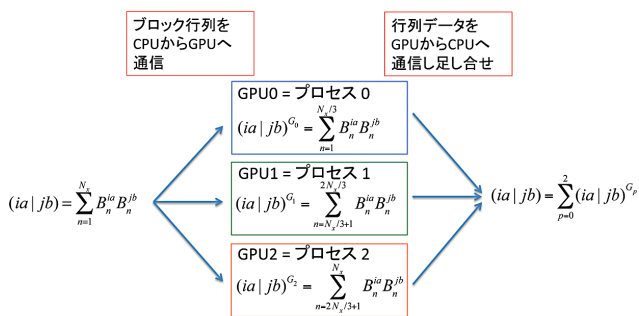 ブロック行列を
CPUからGPUへ
通信
行列データを
GPUからCPUへ
通信し足し合せ
(ia | jb) = \sum_{n=1}^{N_x} B_n^{ia} B_n^{jb}
GPU0 = プロセス 0
(ia | jb)^{G_0} = \sum_{n=1}^{N_x/3} B_n^{ia} B_n^{jb}
GPU1 = プロセス 1
(ia | jb)^{G_1} = \sum_{n=N_x/3+1}^{2N_x/3} B_n^{ia} B_n^{jb}
GPU2 = プロセス 2
(ia | jb)^{G_2} = \sum_{n=2N_x/3+1}^{N_x} B_n^{ia} B_n^{jb}
(ia | jb) = \sum_{p=0}^{2} (ia | jb)^{G_p}